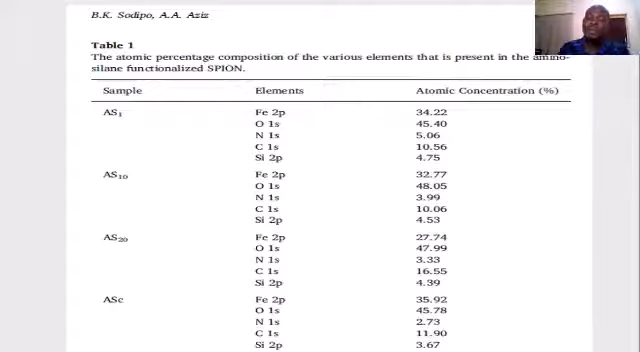 B.K. Sodipo, A.A. Aziz
Table 1
The atomic percentage composition of the various elements that is present in the amino-
silane functionalized SPION.
Sample Elements Atomic Concentration (%)
AS1 Fe 2p 34.22
O 1s 45.40
N 1s 5.06
C 1s 10.56
Si 2p 4.75
AS10 Fe 2p 32.77
O 1s 48.05
N 1s 3.99
C 1s 10.06
Si 2p 4.53
AS20 Fe 2p 27.74
O 1s 47.99
N 1s 3.33
C 1s 16.55
Si 2p 4.39
ASc Fe 2p 35.92
O 1s 45.78
N 1s 2.73
C 1s 11.90
Si 2p 3.67